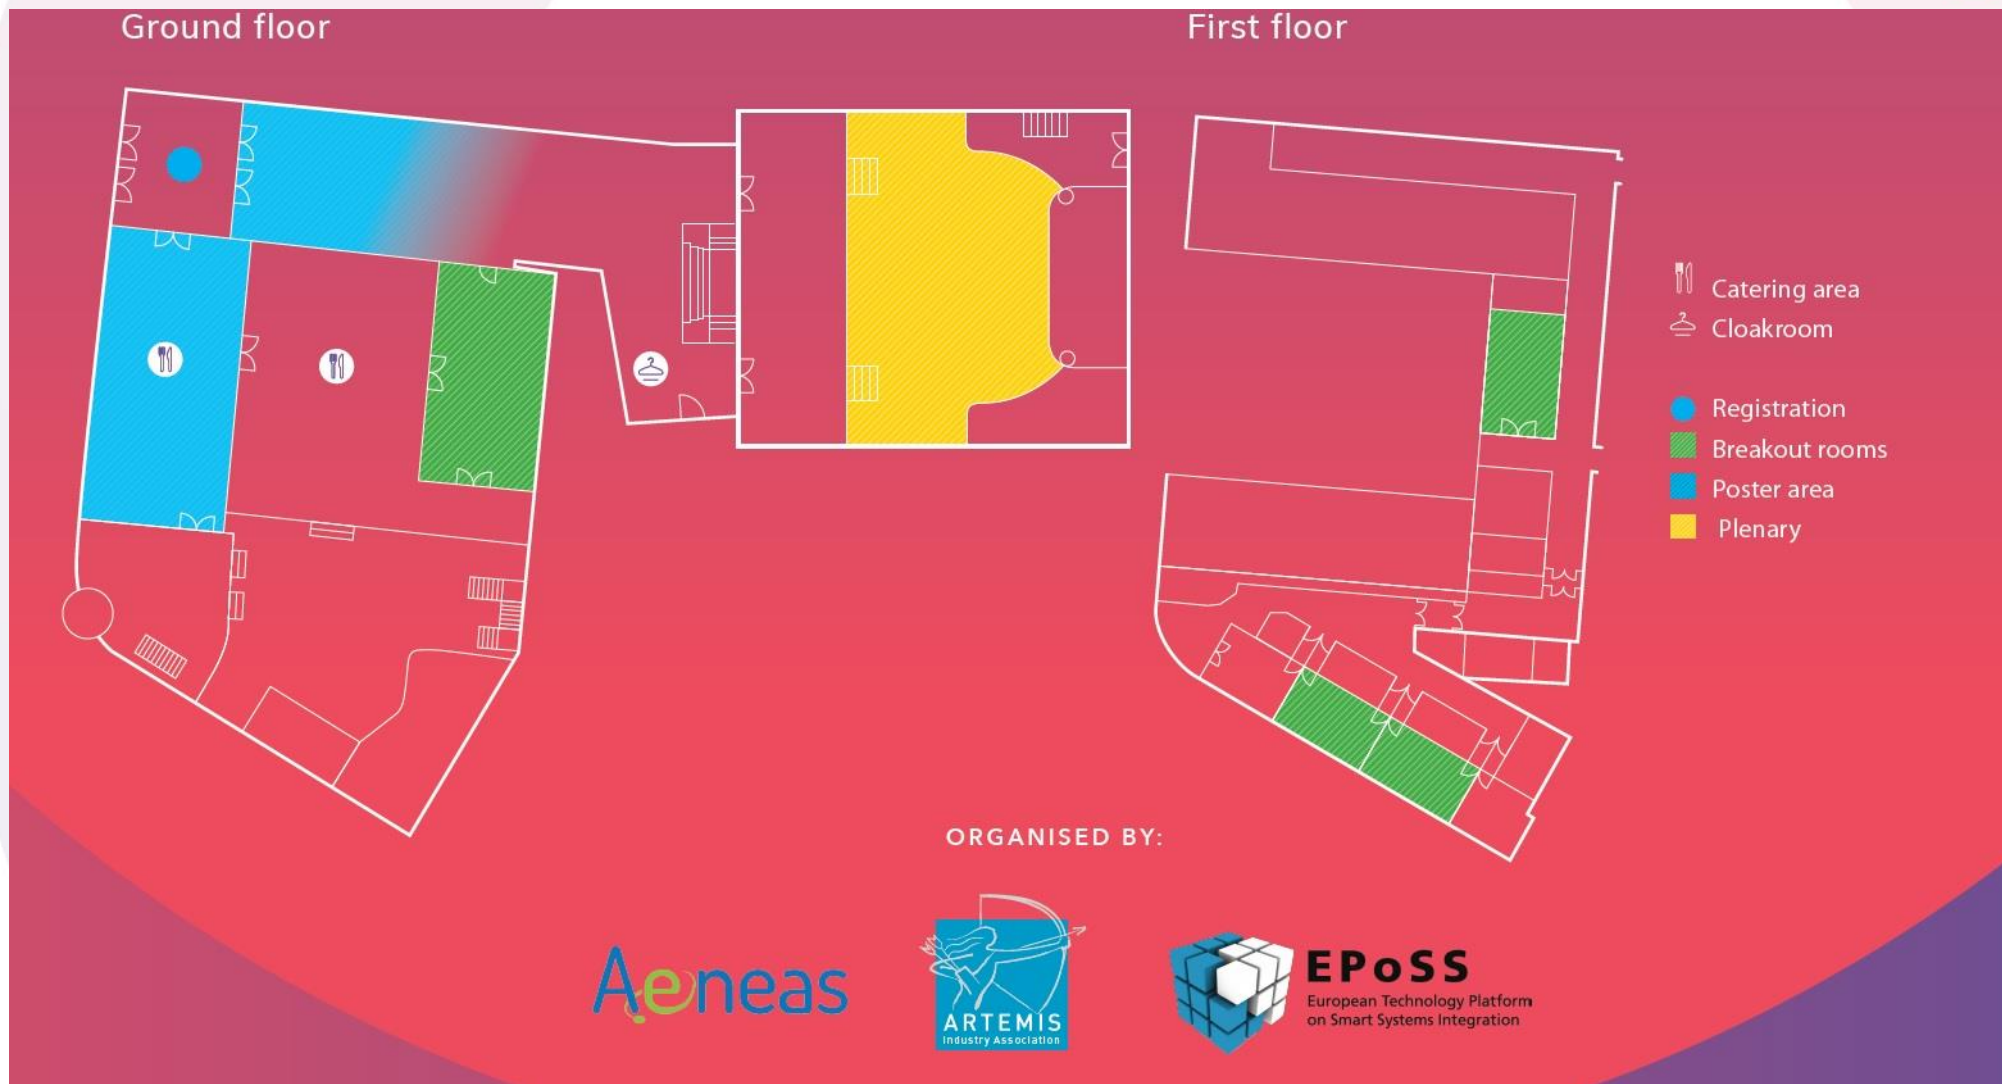 Ground floor
First floor
Catering area
Cloakroom
Registration
Breakout rooms
Poster area
Plenary
ORGANISED BY:
Aeneas
ARTEMIS
Industry Association
EPoSS
European Technology Platform
on Smart Systems Integration